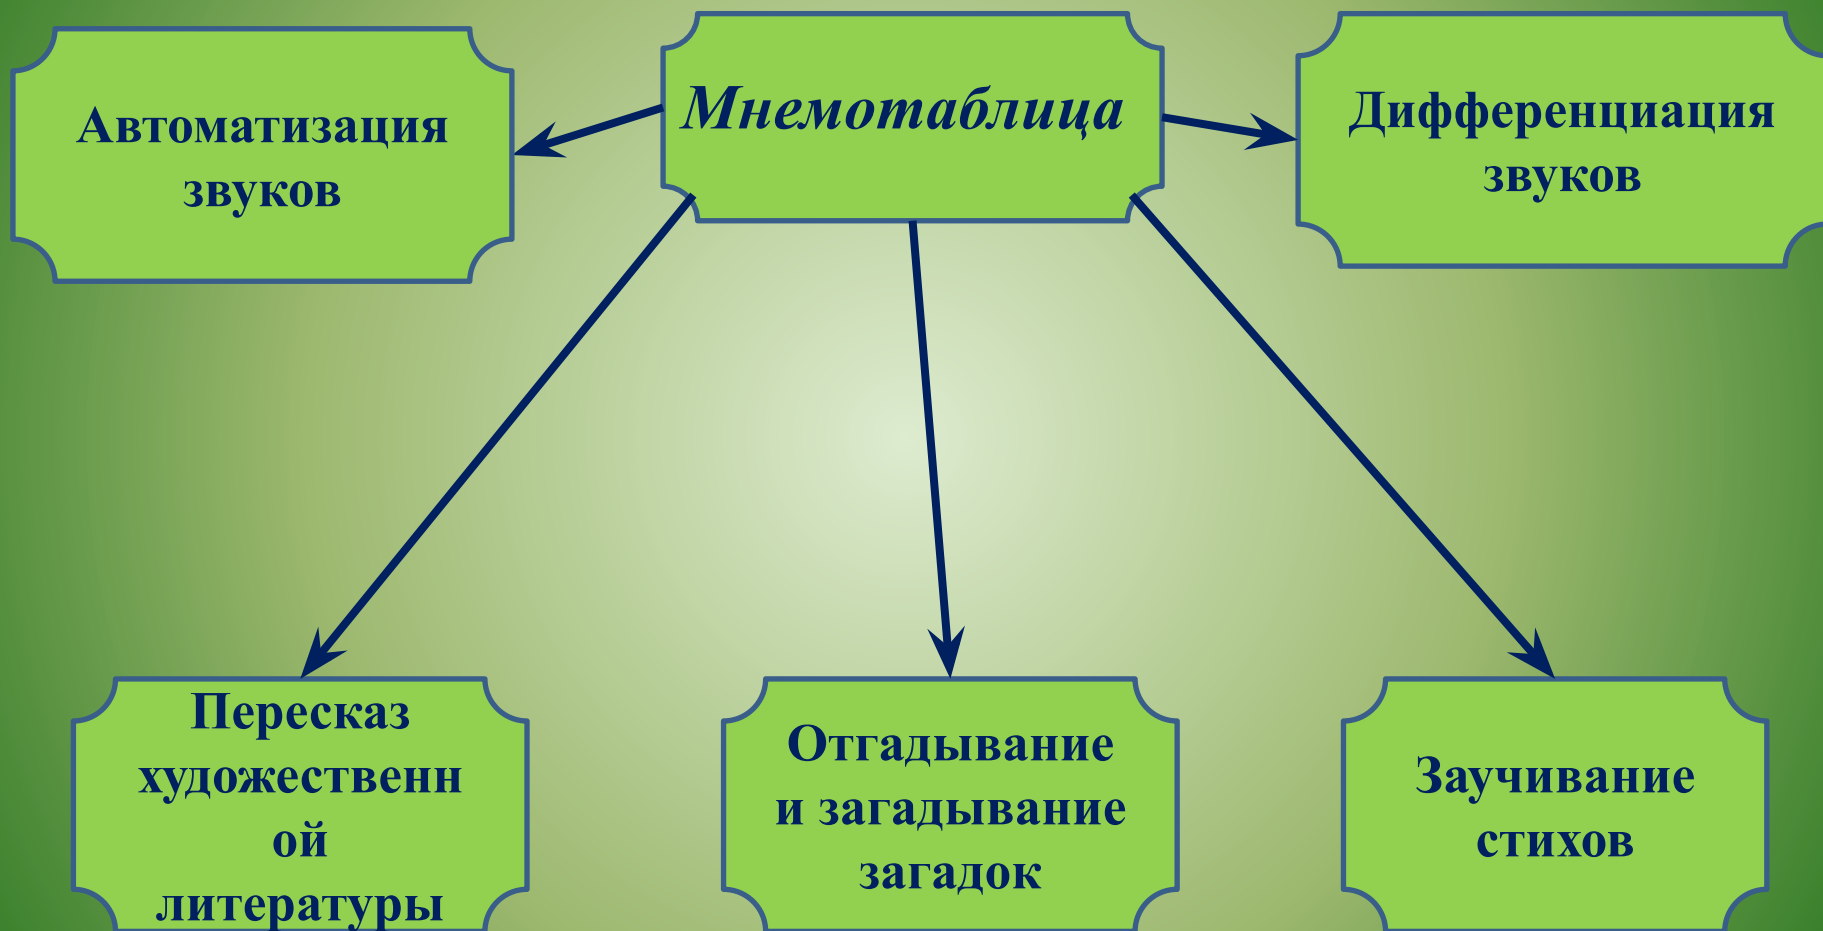 Автоматизация
звуков
Мнемотаблица
Дифференциация
звуков
Пересказ
художественн
ой
литературы
Отгадывание
и загадывание
загадок
Заучивание
стихов